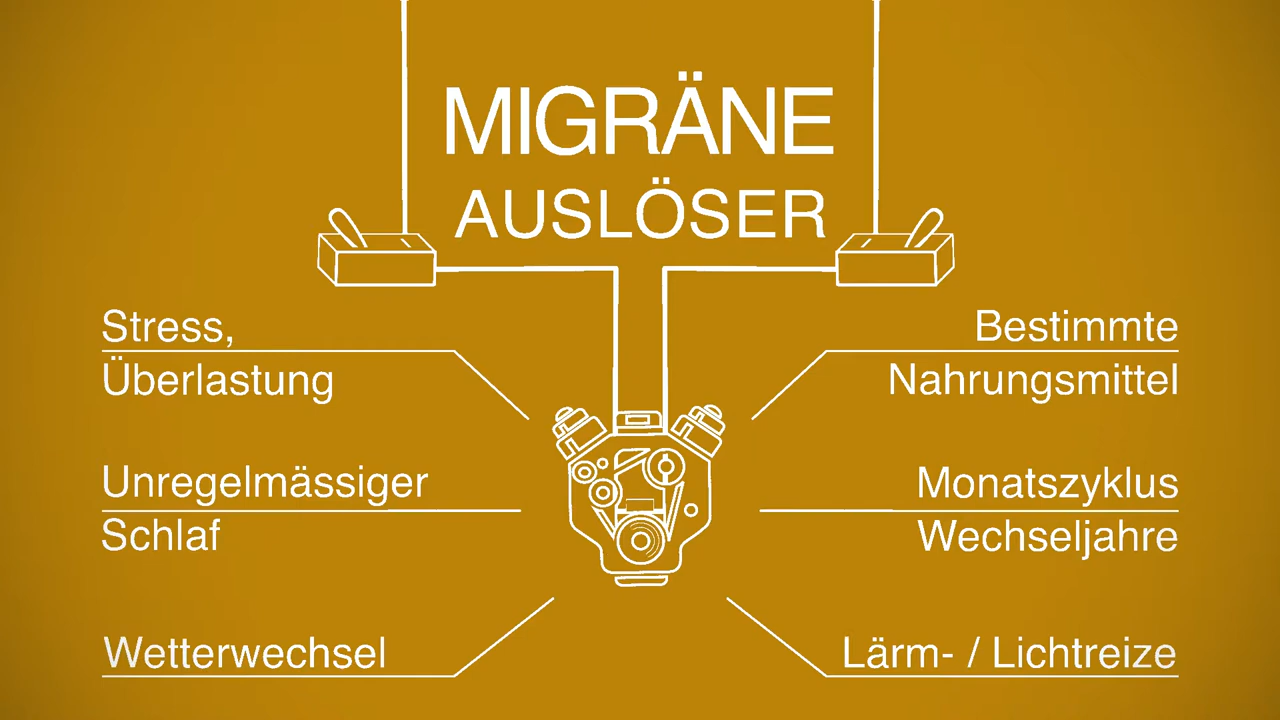 MIGRÄNE
AUSLÖSER
Stress,
Überlastung
Unregelmässiger
Schlaf
Wetterwechsel
Bestimmte
Nahrungsmittel
Monatszyklus
Wechseljahre
Lärm- / Lichtreize